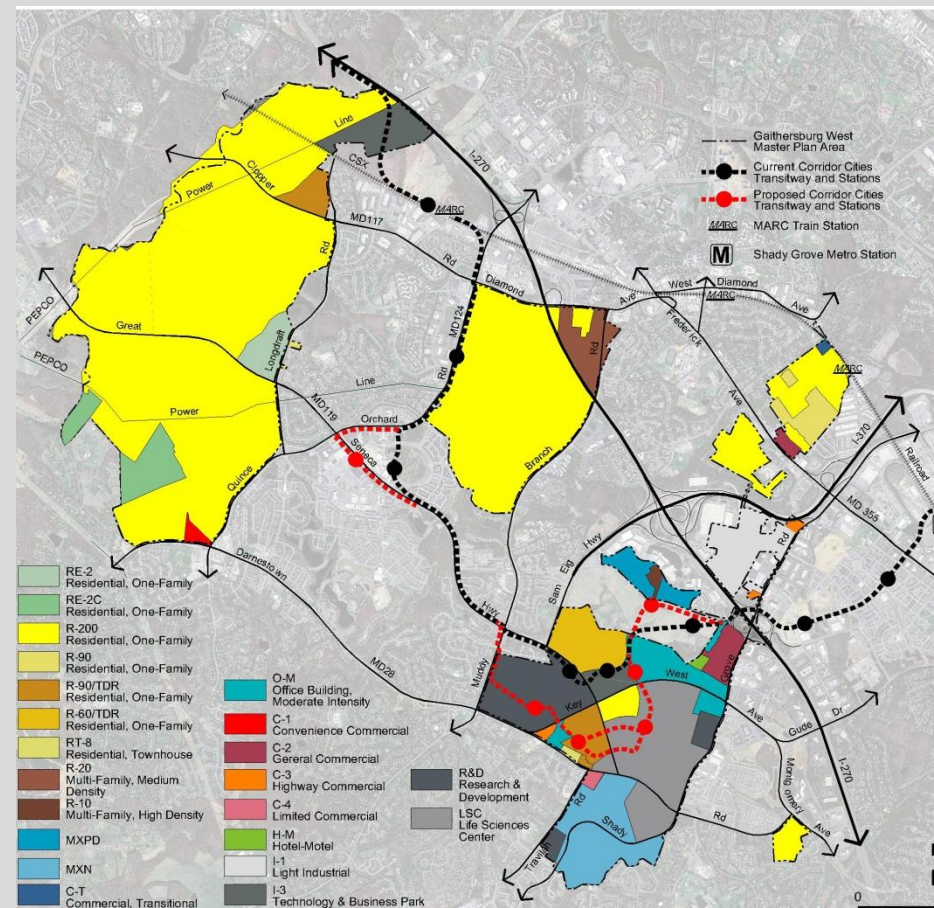 Line
CSX
I-270
Clopper
Power
MARC
MD117
Rd
Rd
Diamond
PEPCO
Great
Longdraft
MD124
Rd
PEPCO
Line
Power
MD119
Orchard
Seneca
Quince
Branch
Rd
Ave
West
Diamond
MARC
Ave
Frederick
Ave
MARC
I-370
Railroad
MD 355
Rd
Hwy
Sam Eig
Darnestown
Hwy
MD28
Muddy
Key
West
Grove
Ave
Gude
Dr
I-270
Montgomery
Ave
Rd
Rd
Shady
Travilah
Gaithersburg West
Master Plan Area
Current Corridor Cities
Transitway and Stations
Proposed Corridor Cities
Transitway and Stations
MARC
MARC Train Station
M
Shady Grove Metro Station
RE-2
Residential, One-Family
RE-2C
Residential, One-Family
R-200
Residential, One-Family
R-90
Residential, One-Family
R-90/TDR
Residential, One-Family
R-60/TDR
Residential, One-Family
RT-8
Residential, Townhouse
R-20
Multi-Family, Medium
Density
R-10
Multi-Family, High Density
MXPD
MXN
C-T
Commercial, Transitional
O-M
Office Building,
Moderate Intensity
C-1
Convenience Commercial
C-2
Gereral Commercial
C-3
Highway Commercial
C-4
Limited Commercial
H-M
Hotel-Motel
I-1
Light Industrial
I-3
Technology & Business Park
R&D
Research &
Development
LSC
Life Sciences
Center
0